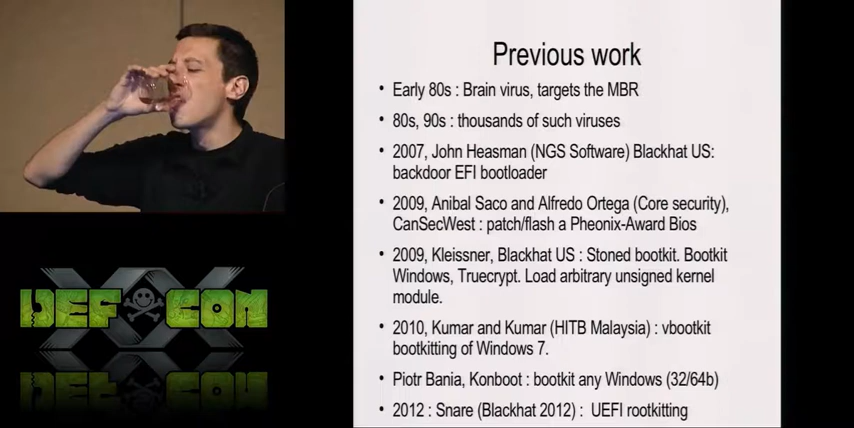 Previous work
• Early 80s : Brain virus, targets the MBR
• 80s, 90s : thousands of such viruses
• 2007, John Heasman (NGS Software) Blackhat US:
backdoor EFI bootloader
• 2009, Anibal Saco and Alfredo Ortega (Core security),
CanSecWest : patch/flash a Pheonix-Award Bios
• 2009, Kleissner, Blackhat US : Stoned bootkit. Bootkit
Windows, Truecrypt. Load arbitrary unsigned kernel
module.
• 2010, Kumar and Kumar (HITB Malaysia) : vbootkit
bootkitting of Windows 7.
• Piotr Bania, Konboot : bootkit any Windows (32/64b)
• 2012 : Snare (Blackhat 2012) : UEFI rootkitting
DEF CON
XX